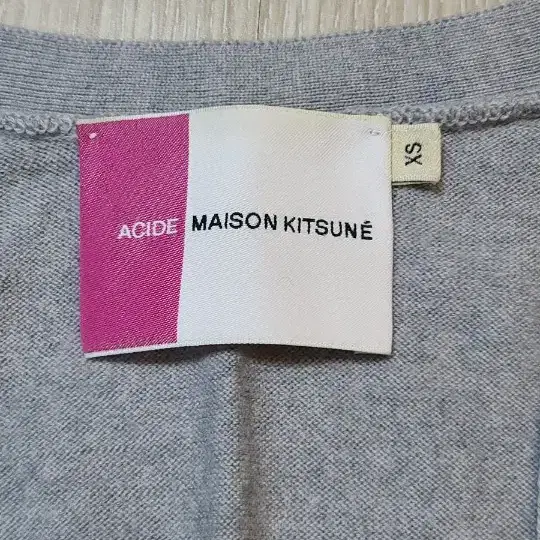 ACIDE MAISON KITSUNÉ
XS